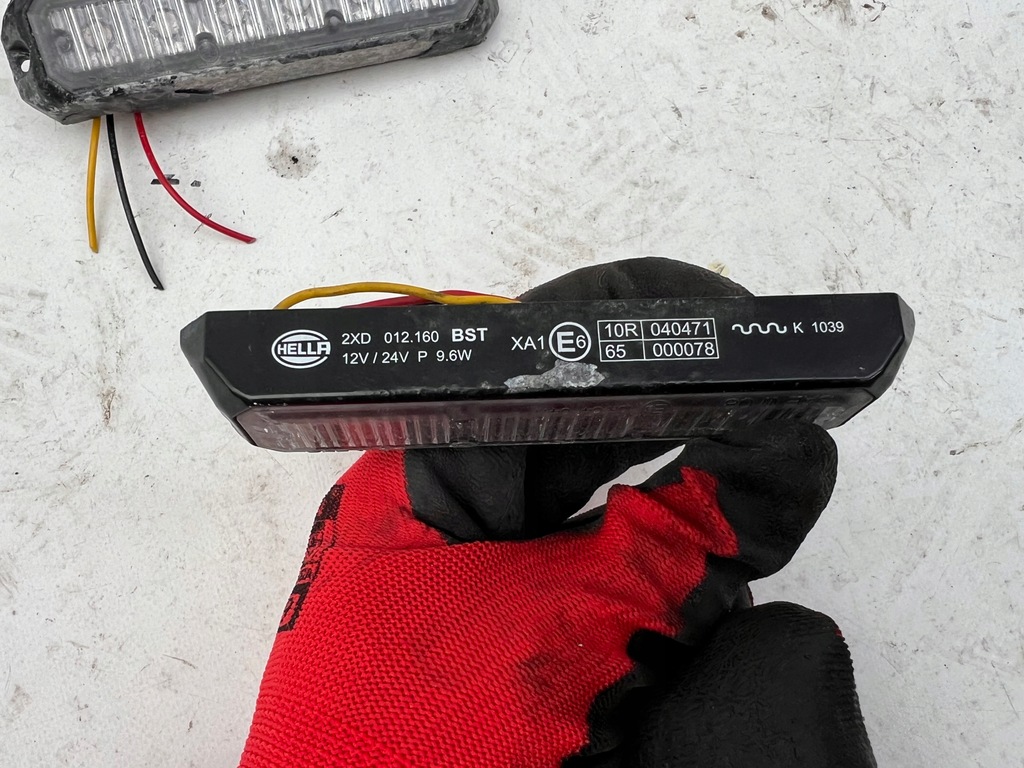 HELLA
2XD 012.160 BST
12V / 24V P 9.6W
XA1 E6
10R 040471
65 000078
K 1039